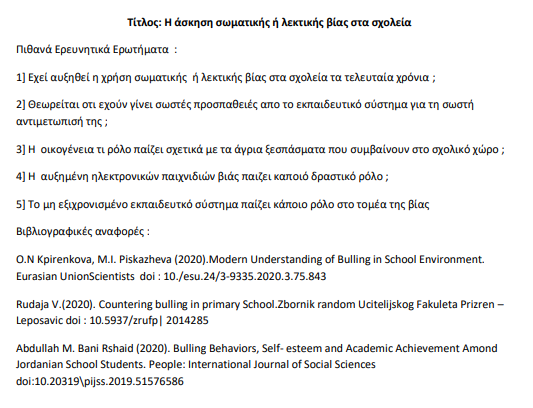 Τίτλος: Η άσκηση σωματικής ή λεκτικής βίας στα σχολεία
Πιθανά Ερευνητικά Ερωτήματα :
1] Εχεί αυξηθεί η χρήση σωματικής ή λεκτικής βίας στα σχολεία τα τελευταία χρόνια ;
2] Θεωρείται οτι εχούν γίνει σωστές προσπαθειές απο το εκπαιδευτικό σύστημα για τη σωστή
αντιμετωπισή της ;
3] Η οικογένεια τι ρόλο παίζει σχετικά με τα άγρια ξεσπάσματα που συμβαίνουν στο σχολικό χώρο ;
4] Η αυξημένη ηλεκτρονικών παιχνιδιών βιάς παιζει καποιό δραστικό ρόλο ;
5] Το μη εξιχρονισμένο εκπαιδευτκό σύστημα παίζει κάποιο ρόλο στο τομέα της βίας
Βιβλιογραφικές αναφορές :
O.N Kpirenkova, M.I. Piskazheva (2020).Modern Understanding of Bulling in School Environment.
Eurasian UnionScientists doi : 10./esu.24/3-9335.2020.3.75.843
Rudaja V.(2020). Countering bulling in primary School.Zbornik random Ucitelijskog Fakuleta Prizren –
Leposavic doi : 10.5937/zrufp| 2014285
Abdullah M. Bani Rshaid (2020). Bulling Behaviors, Self- esteem and Academic Achievement Amond
Jordanian School Students. People: International Journal of Social Sciences
doi:10.20319\pijss.2019.51576586